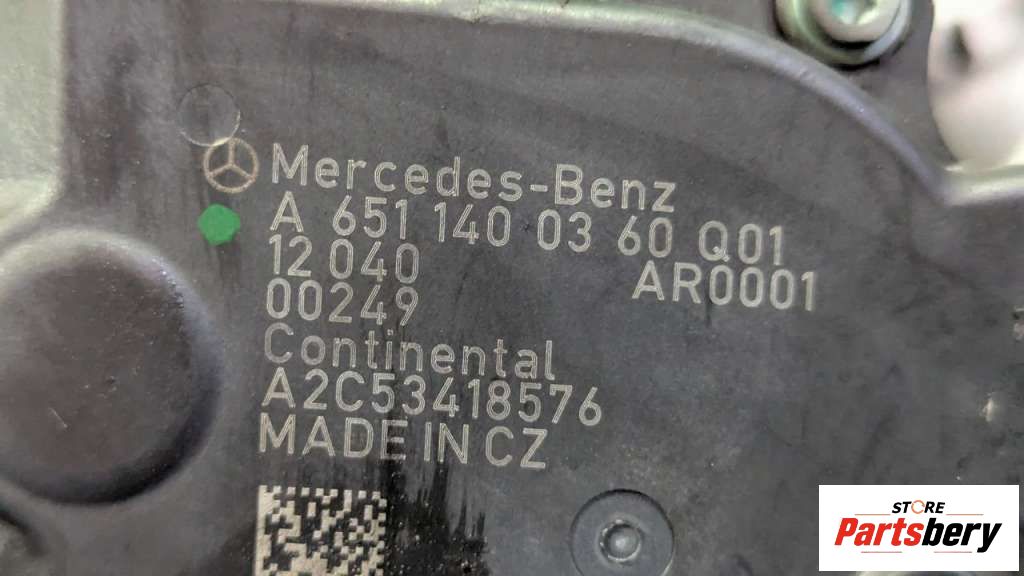 Mercedes-Benz
A 651 140 03 60 Q01
12 040 AR0001
00249
Continental
A2C53418576
MADE IN CZ
STORE
Partsbery